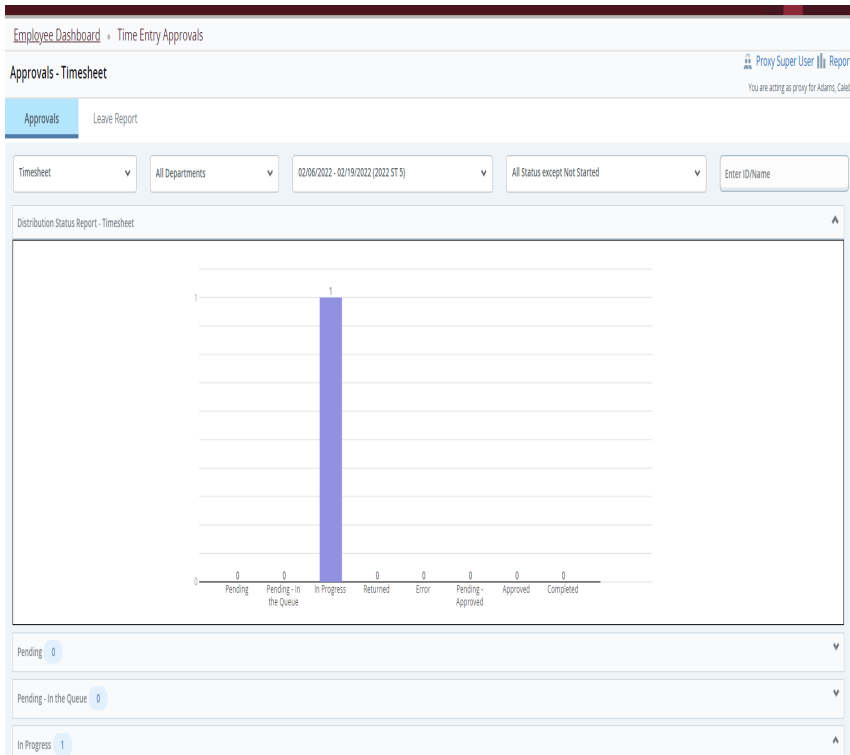 Employee Dashboard • Time Entry Approvals
Approvals - Timesheet
Proxy Super User Repor
You are acting as proxy for Adams, Caleb
Approvals Leave Report
Timesheet All Departments 02/06/2022 - 02/19/2022 (2022 ST 5) All Status except Not Started Enter ID/Name
Distribution Status Report - Timesheet
1
1
0 0 0 0 0 0 0 0
Pending Pending - In the Queue In Progress Returned Error Pending - Approved Approved Completed
Pending 0
Pending - In the Queue 0
In Progress 1